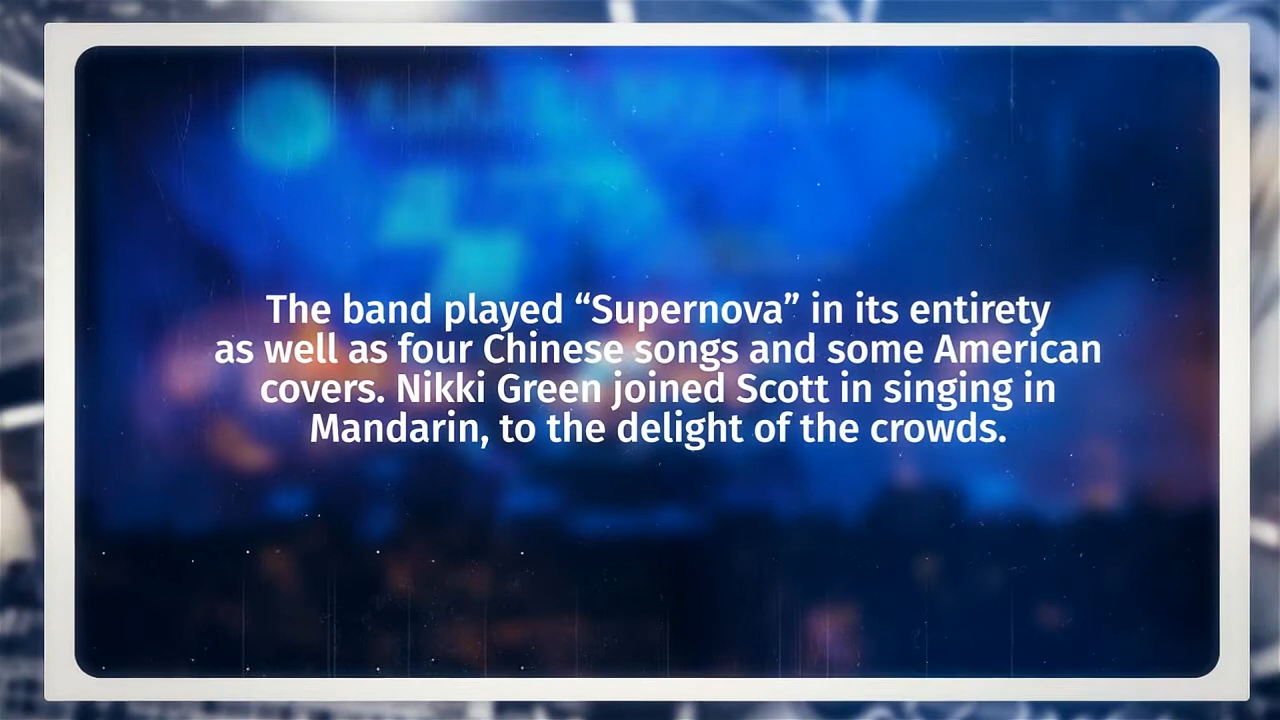 The band played “Supernova” in its entirety
as well as four Chinese songs and some American
covers. Nikki Green joined Scott in singing in
Mandarin, to the delight of the crowds.